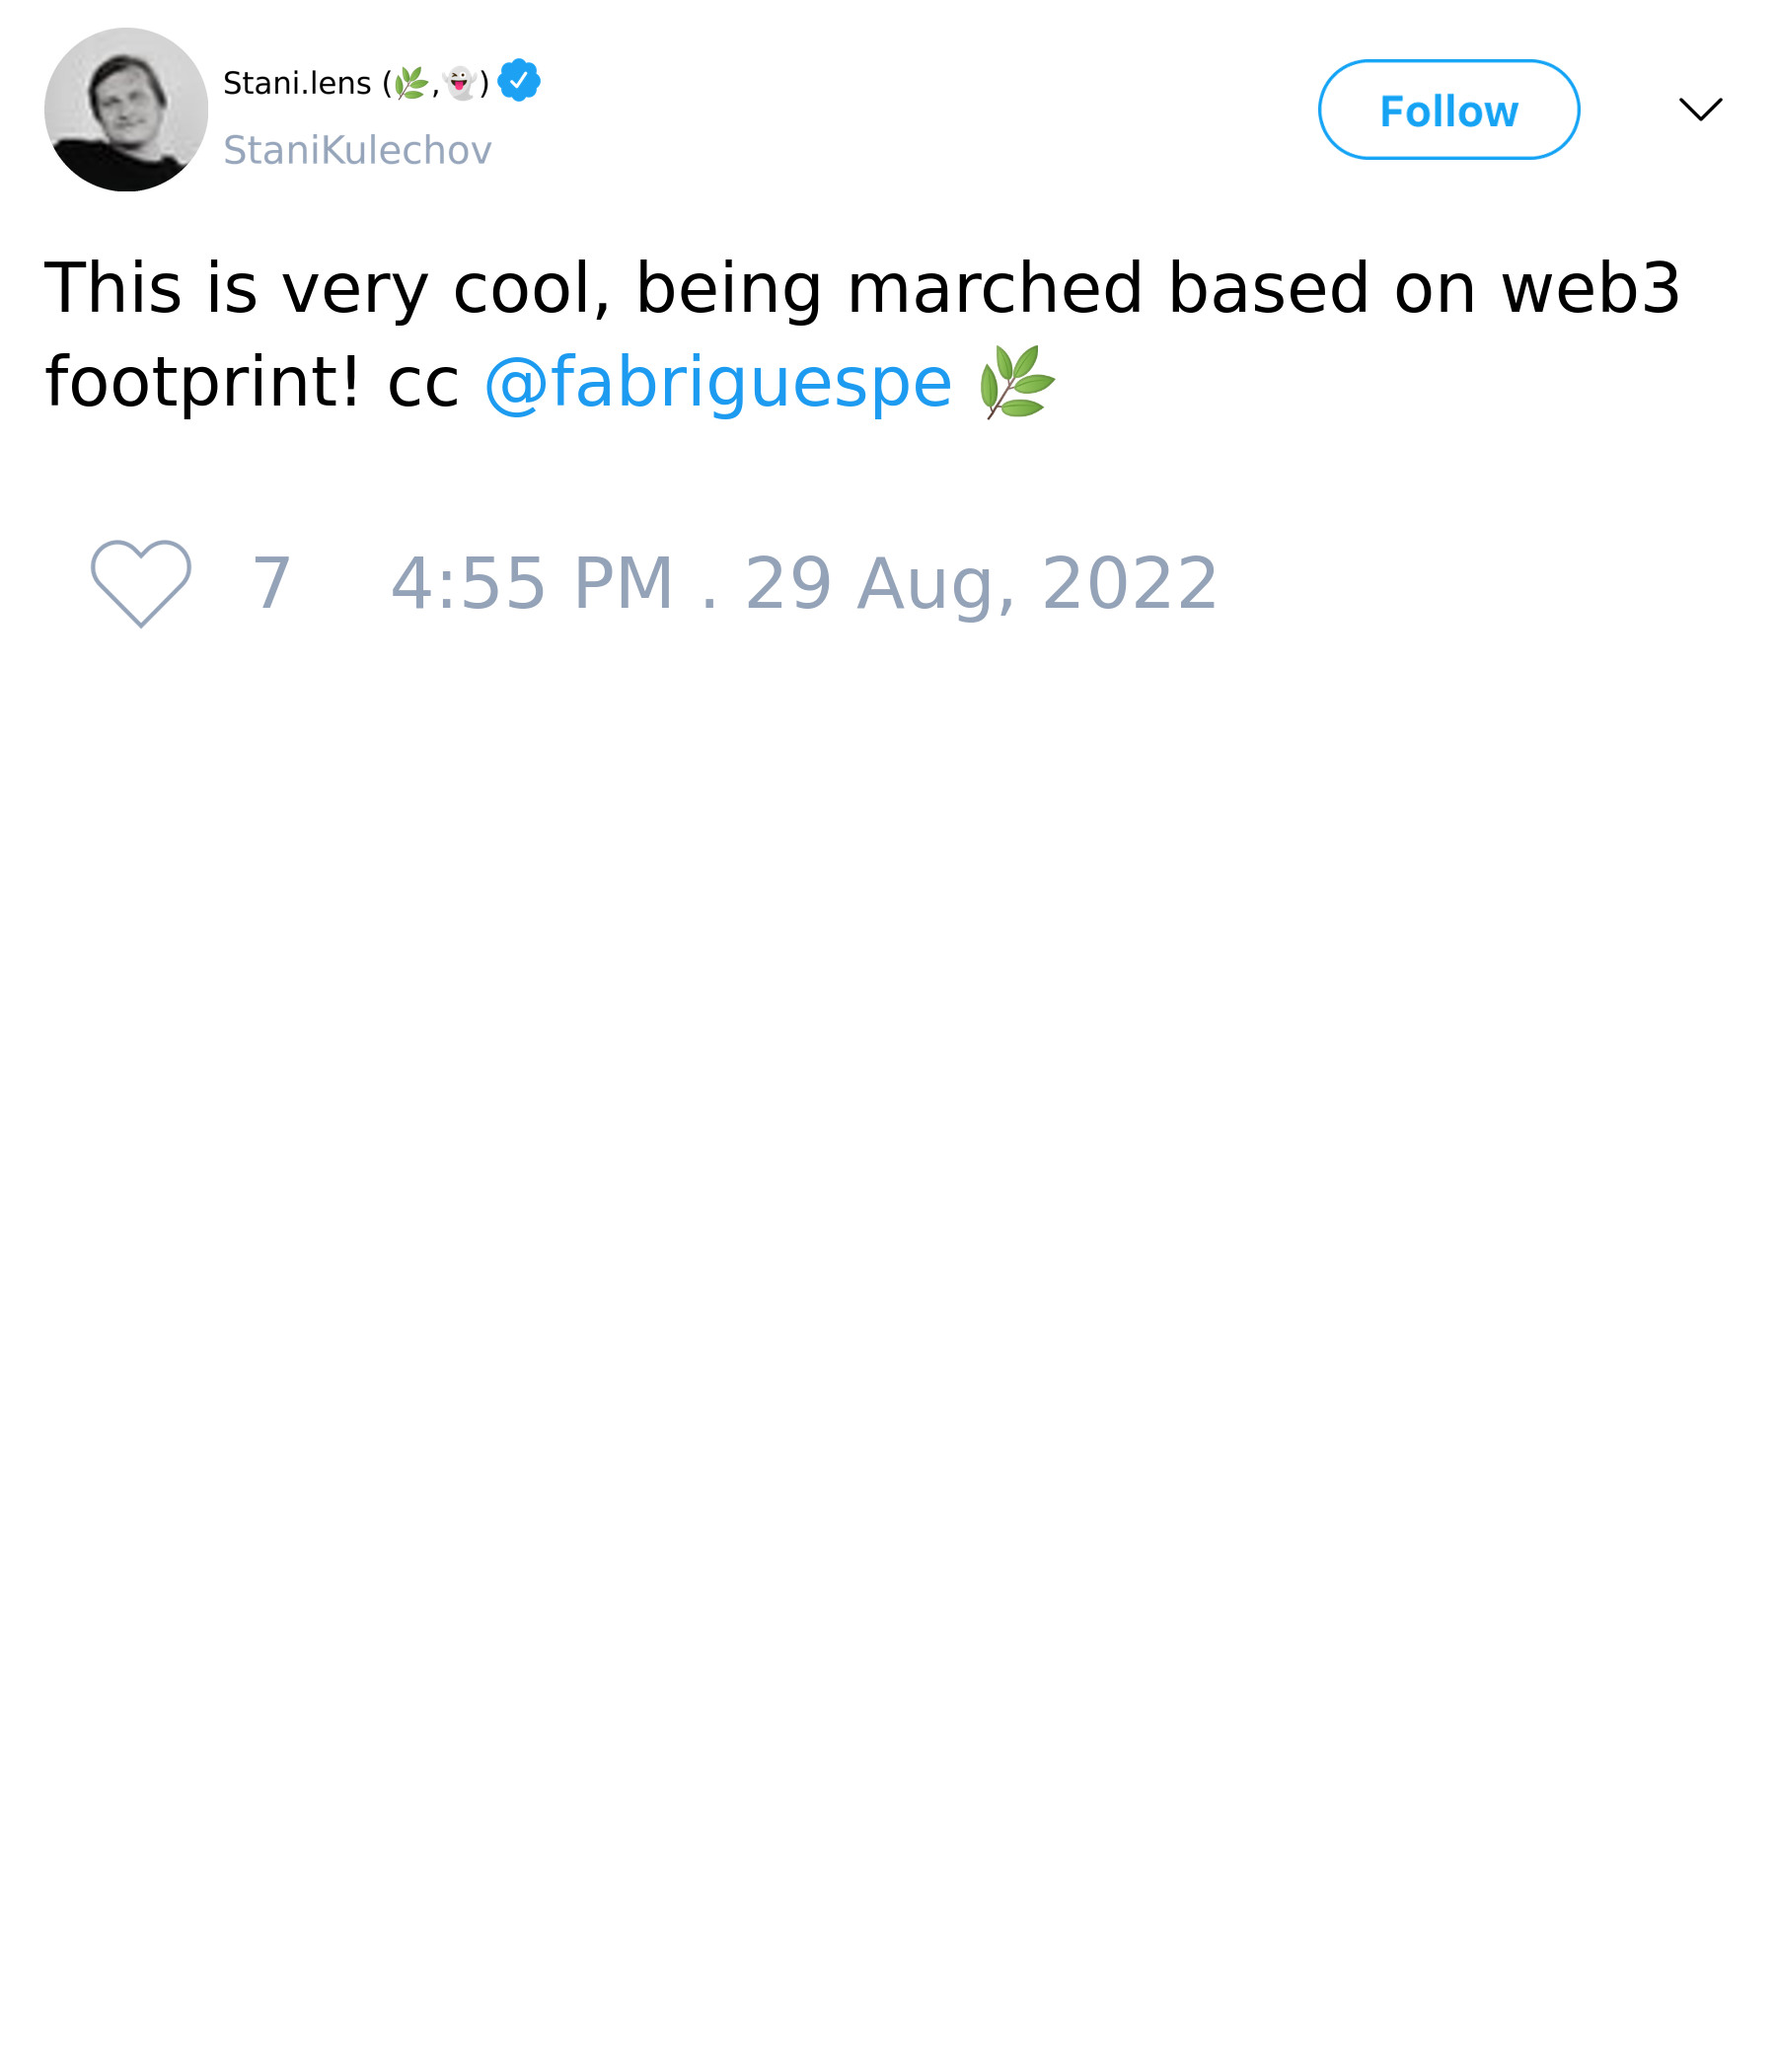 Stani.lens (🌿,👻)
StaniKulechov
Follow
This is very cool, being marched based on web3
footprint! cc @fabriguespe 🌿
7 4:55 PM . 29 Aug, 2022